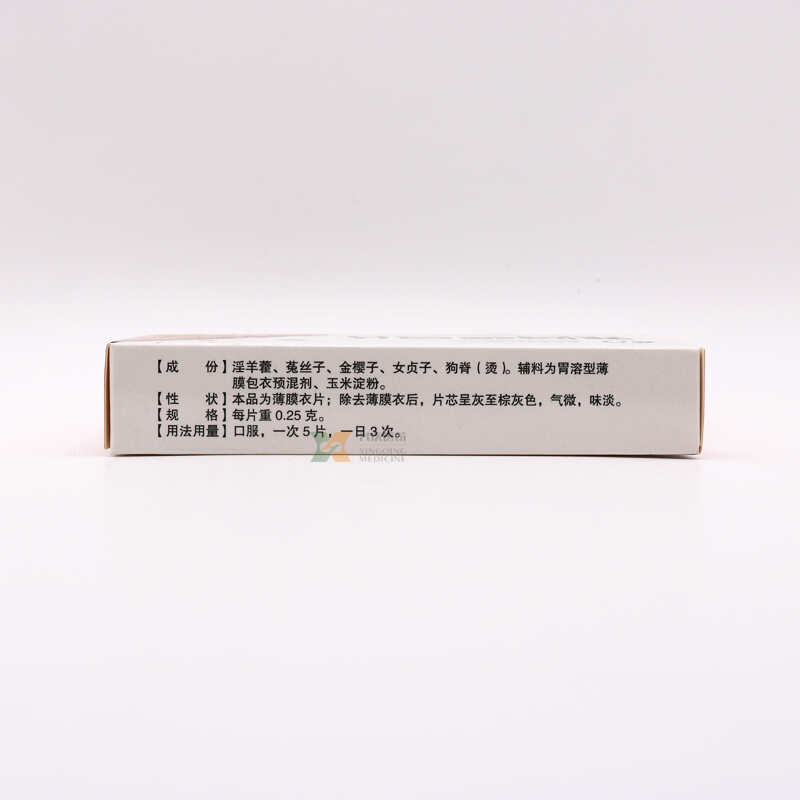 【成 份】淫羊藿、菟丝子、金樱子、女贞子、狗脊（烫）。辅料为胃溶型薄
膜包衣预混剂、玉米淀粉。
【性 状】本品为薄膜衣片；除去薄膜衣后，片芯呈灰至棕灰色，气微，味淡。
【规 格】每片重 0.25 克。
【用法用量】口服，一次 5 片，一日 3 次。
XINGQING
MEDICINE